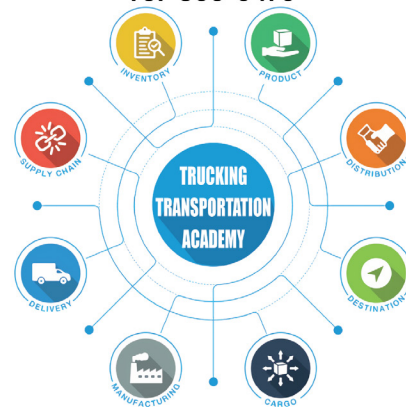 INVENTORY
PRODUCT
SUPPLY CHAIN
DISTRIBUTION
TRUCKING
TRANSPORTATION
ACADEMY
DELIVERY
DESTINATION
MANUFACTURING
CARGO